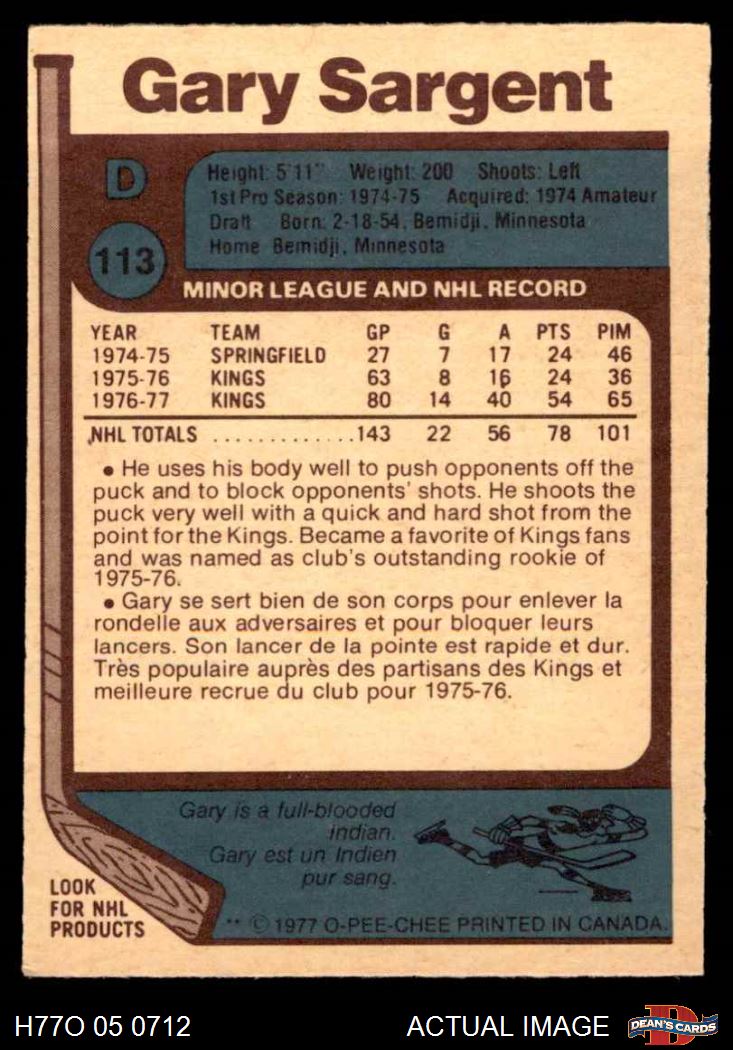 Gary Sargent
D
Height: 5'11" Weight: 200 Shoots: Left
1st Pro Season: 1974-75 Acquired: 1974 Amateur
Draft Born: 2-18-54, Bemidji, Minnesota
Home Bemidji, Minnesota
113
MINOR LEAGUE AND NHL RECORD
YEAR TEAM GP G A PTS PIM
1974-75 SPRINGFIELD 27 7 17 24 46
1975-76 KINGS 63 8 16 24 36
1976-77 KINGS 80 14 40 54 65
NHL TOTALS .............143 22 56 78 101
• He uses his body well to push opponents off the
puck and to block opponents' shots. He shoots the
puck very well with a quick and hard shot from the
point for the Kings. Became a favorite of Kings fans
and was named as club's outstanding rookie of
1975-76.
• Gary se sert bien de son corps pour enlever la
rondelle aux adversaires et pour bloquer leurs
lancers. Son lancer de la pointe est rapide et dur.
Très populaire auprès des partisans des Kings et
meilleure recrue du club pour 1975-76.
Gary is a full-blooded
indian.
Gary est un Indien
pur sang.
LOOK
FOR NHL
PRODUCTS
** © 1977 O-PEE-CHEE PRINTED IN CANADA.
H77O 05 0712
ACTUAL IMAGE
D
DEAN'S CARDS